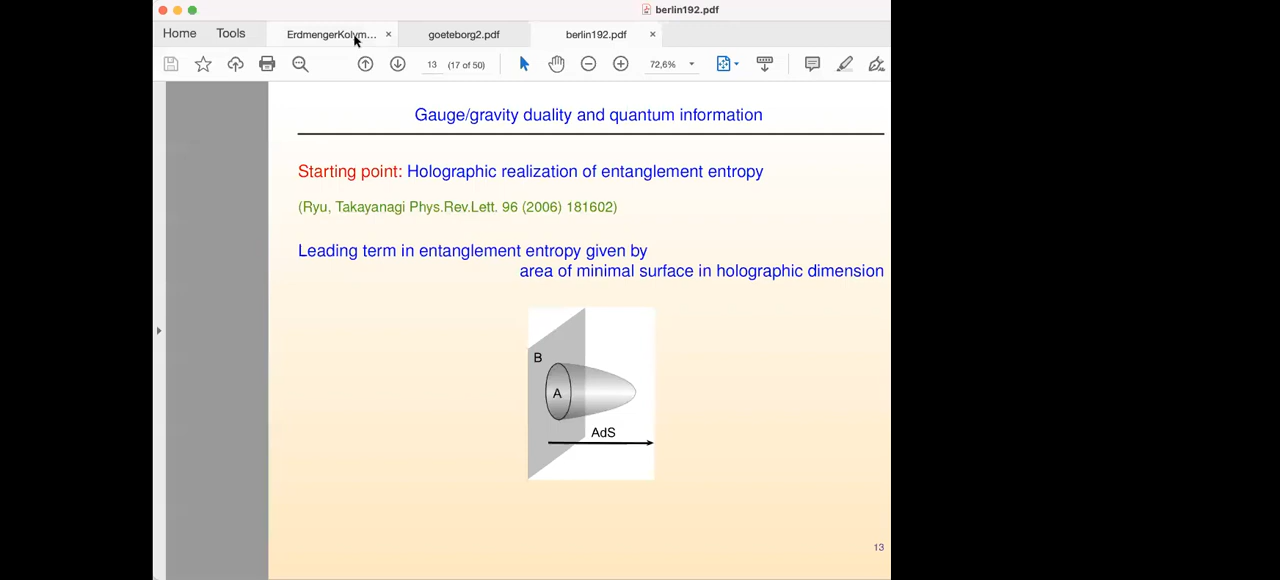 berlin192.pdf
Home Tools ErdmengerKolym... × goeteborg2.pdf berlin192.pdf ×
13 (17 of 50) 72,6%
Gauge/gravity duality and quantum information
Starting point: Holographic realization of entanglement entropy
(Ryu, Takayanagi Phys.Rev.Lett. 96 (2006) 181602)
Leading term in entanglement entropy given by
area of minimal surface in holographic dimension
B
A
AdS
13